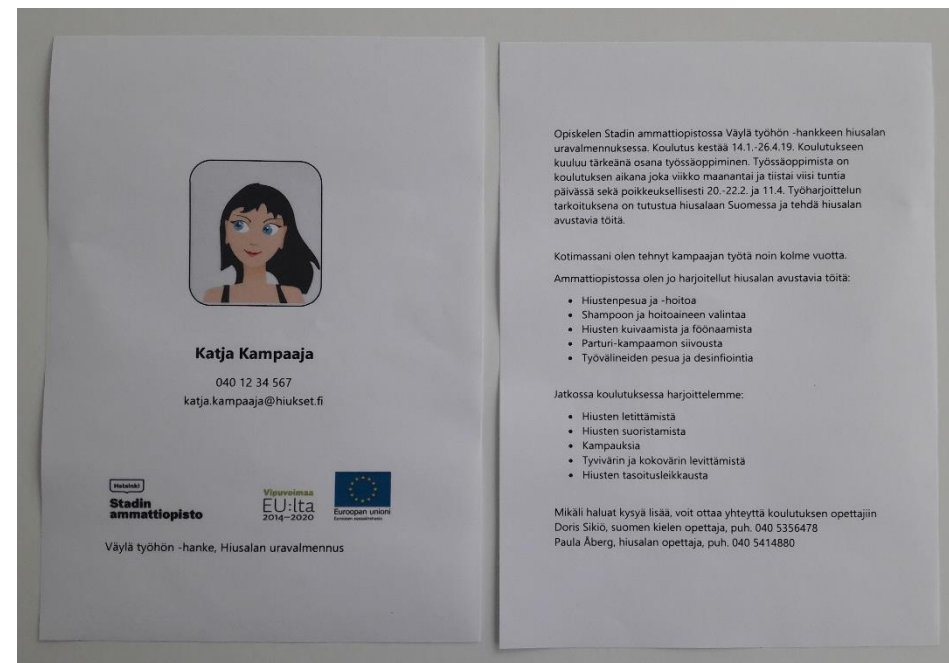 Katja Kampaaja
040 12 34 567
katja.kampaaja@hiukset.fi
Helsinki
Stadin
ammattiopisto
Vipuvoimaa
EU:lta
2014–2020
Euroopan unioni
Väylä työhön -hanke, Hiusalan uravalmennus
Opiskelen Stadin ammattiopistossa Väylä työhön -hankkeen hiusalan
uravalmennuksessa. Koulutus kestää 14.1.-26.4.19. Koulutukseen
kuuluu tärkeänä osana työssäoppiminen. Työssäoppimista on
koulutuksen aikana joka viikko maanantai ja tiistai viisi tuntia
päivässä sekä poikkeuksellisesti 20.-22.2. ja 11.4. Työharjoittelun
tarkoituksena on tutustua hiusalaan Suomessa ja tehdä hiusalan
avustavia töitä.
Kotimassani olen tehnyt kampaajan työtä noin kolme vuotta.
Ammattiopistossa olen jo harjoitellut hiusalan avustavia töitä:
• Hiustenpesua ja -hoitoa
• Shampoon ja hoitoaineen valintaa
• Hiusten kuivaamista ja föönaamista
• Parturi-kampaamon siivousta
• Työvälineiden pesua ja desinfiointia
Jatkossa koulutuksessa harjoittelemme:
• Hiusten letittämistä
• Hiusten suoristamista
• Kampauksia
• Tyvivärin ja kokovärin levittämistä
• Hiusten tasoitusleikkausta
Mikäli haluat kysyä lisää, voit ottaa yhteyttä koulutuksen opettajiin
Doris Sikiö, suomen kielen opettaja, puh. 040 5356478
Paula Åberg, hiusalan opettaja, puh. 040 5414880